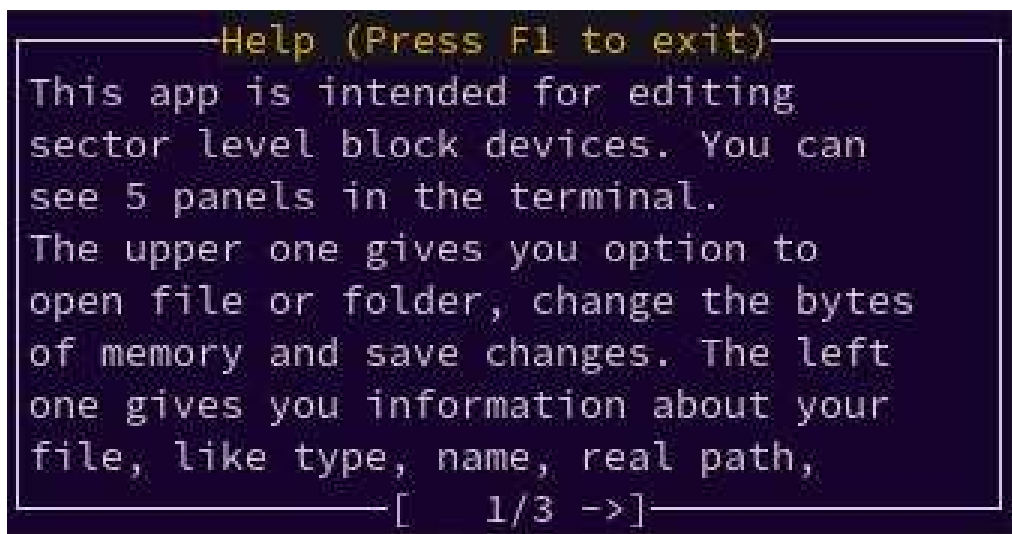 Help (Press F1 to exit)
This app is intended for editing
sector level block devices. You can
see 5 panels in the terminal.
The upper one gives you option to
open file or folder, change the bytes
of memory and save changes. The left
one gives you information about your
file, like type, name, real path,
[   1/3 ->]